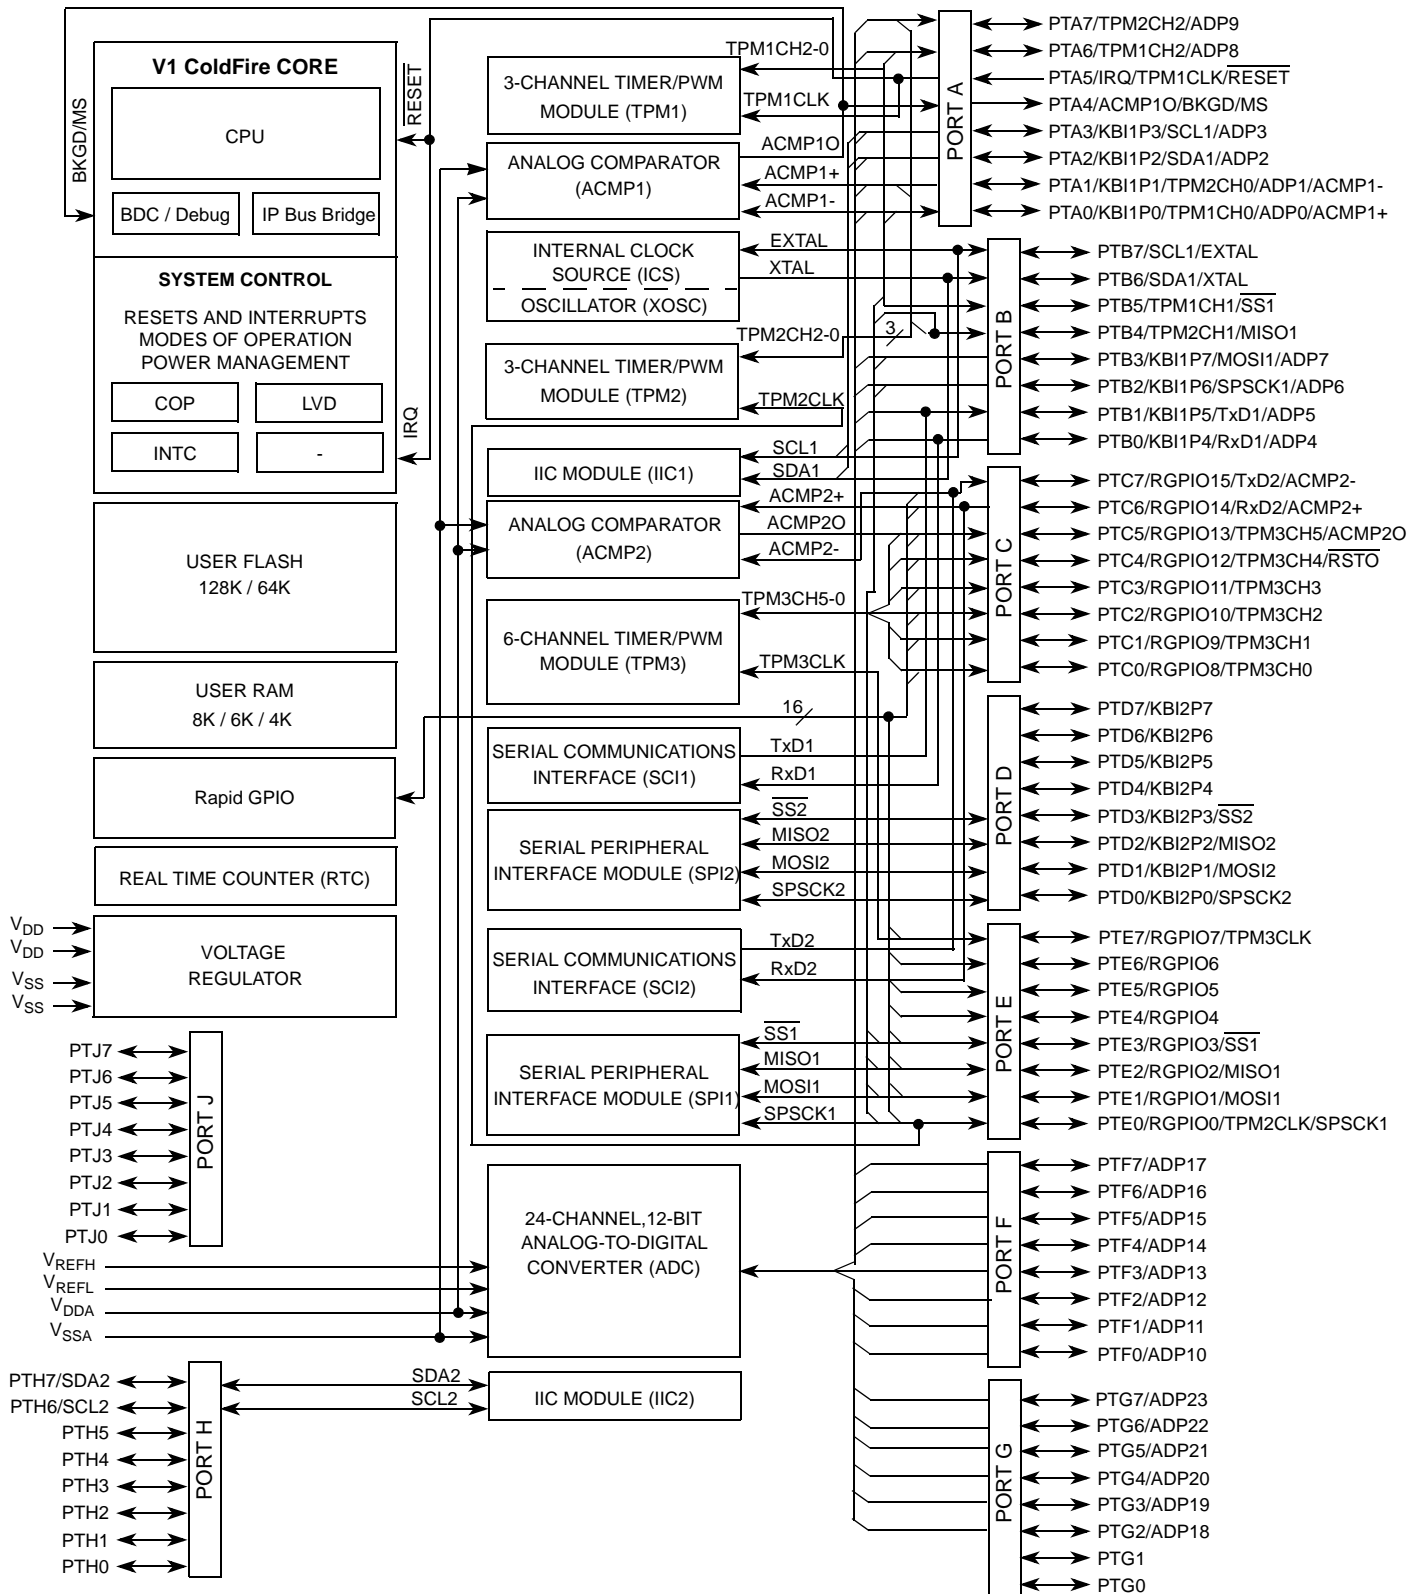 V1 ColdFire CORE
CPU
BDC / Debug
IP Bus Bridge
BKGD/MS
RESET
SYSTEM CONTROL
RESETS AND INTERRUPTS
MODES OF OPERATION
POWER MANAGEMENT
COP
LVD
INTC
-
IRQ
USER FLASH
128K / 64K
USER RAM
8K / 6K / 4K
Rapid GPIO
REAL TIME COUNTER (RTC)
VDD
VDD
VSS
VSS
VOLTAGE
REGULATOR
PTJ7
PTJ6
PTJ5
PTJ4
PTJ3
PTJ2
PTJ1
PTJ0
PORT J
VREFH
VREFL
VDDA
VSSA
PTH7/SDA2
PTH6/SCL2
PTH5
PTH4
PTH3
PTH2
PTH1
PTH0
PORT H
3-CHANNEL TIMER/PWM
MODULE (TPM1)
TPM1CH2-0
TPM1CLK
ANALOG COMPARATOR
(ACMP1)
ACMP1O
ACMP1+
ACMP1-
INTERNAL CLOCK
SOURCE (ICS)
OSCILLATOR (XOSC)
EXTAL
XTAL
3-CHANNEL TIMER/PWM
MODULE (TPM2)
TPM2CH2-0
3
TPM2CLK
IIC MODULE (IIC1)
SCL1
SDA1
ANALOG COMPARATOR
(ACMP2)
ACMP2+
ACMP2O
ACMP2-
6-CHANNEL TIMER/PWM
MODULE (TPM3)
TPM3CH5-0
TPM3CLK
16
SERIAL COMMUNICATIONS
INTERFACE (SCI1)
TxD1
RxD1
SERIAL PERIPHERAL
INTERFACE MODULE (SPI2)
SS2
MISO2
MOSI2
SPSCK2
SERIAL COMMUNICATIONS
INTERFACE (SCI2)
TxD2
RxD2
SERIAL PERIPHERAL
INTERFACE MODULE (SPI1)
SS1
MISO1
MOSI1
SPSCK1
24-CHANNEL,12-BIT
ANALOG-TO-DIGITAL
CONVERTER (ADC)
IIC MODULE (IIC2)
SDA2
SCL2
PORT A
PTA7/TPM2CH2/ADP9
PTA6/TPM1CH2/ADP8
PTA5/IRQ/TPM1CLK/RESET
PTA4/ACMP1O/BKGD/MS
PTA3/KBI1P3/SCL1/ADP3
PTA2/KBI1P2/SDA1/ADP2
PTA1/KBI1P1/TPM2CH0/ADP1/ACMP1-
PTA0/KBI1P0/TPM1CH0/ADP0/ACMP1+
PORT B
PTB7/SCL1/EXTAL
PTB6/SDA1/XTAL
PTB5/TPM1CH1/SS1
PTB4/TPM2CH1/MISO1
PTB3/KBI1P7/MOSI1/ADP7
PTB2/KBI1P6/SPSCK1/ADP6
PTB1/KBI1P5/TxD1/ADP5
PTB0/KBI1P4/RxD1/ADP4
PORT C
PTC7/RGPIO15/TxD2/ACMP2-
PTC6/RGPIO14/RxD2/ACMP2+
PTC5/RGPIO13/TPM3CH5/ACMP2O
PTC4/RGPIO12/TPM3CH4/RSTO
PTC3/RGPIO11/TPM3CH3
PTC2/RGPIO10/TPM3CH2
PTC1/RGPIO9/TPM3CH1
PTC0/RGPIO8/TPM3CH0
PORT D
PTD7/KBI2P7
PTD6/KBI2P6
PTD5/KBI2P5
PTD4/KBI2P4
PTD3/KBI2P3/SS2
PTD2/KBI2P2/MISO2
PTD1/KBI2P1/MOSI2
PTD0/KBI2P0/SPSCK2
PORT E
PTE7/RGPIO7/TPM3CLK
PTE6/RGPIO6
PTE5/RGPIO5
PTE4/RGPIO4
PTE3/RGPIO3/SS1
PTE2/RGPIO2/MISO1
PTE1/RGPIO1/MOSI1
PTE0/RGPIO0/TPM2CLK/SPSCK1
PORT F
PTF7/ADP17
PTF6/ADP16
PTF5/ADP15
PTF4/ADP14
PTF3/ADP13
PTF2/ADP12
PTF1/ADP11
PTF0/ADP10
PORT G
PTG7/ADP23
PTG6/ADP22
PTG5/ADP21
PTG4/ADP20
PTG3/ADP19
PTG2/ADP18
PTG1
PTG0